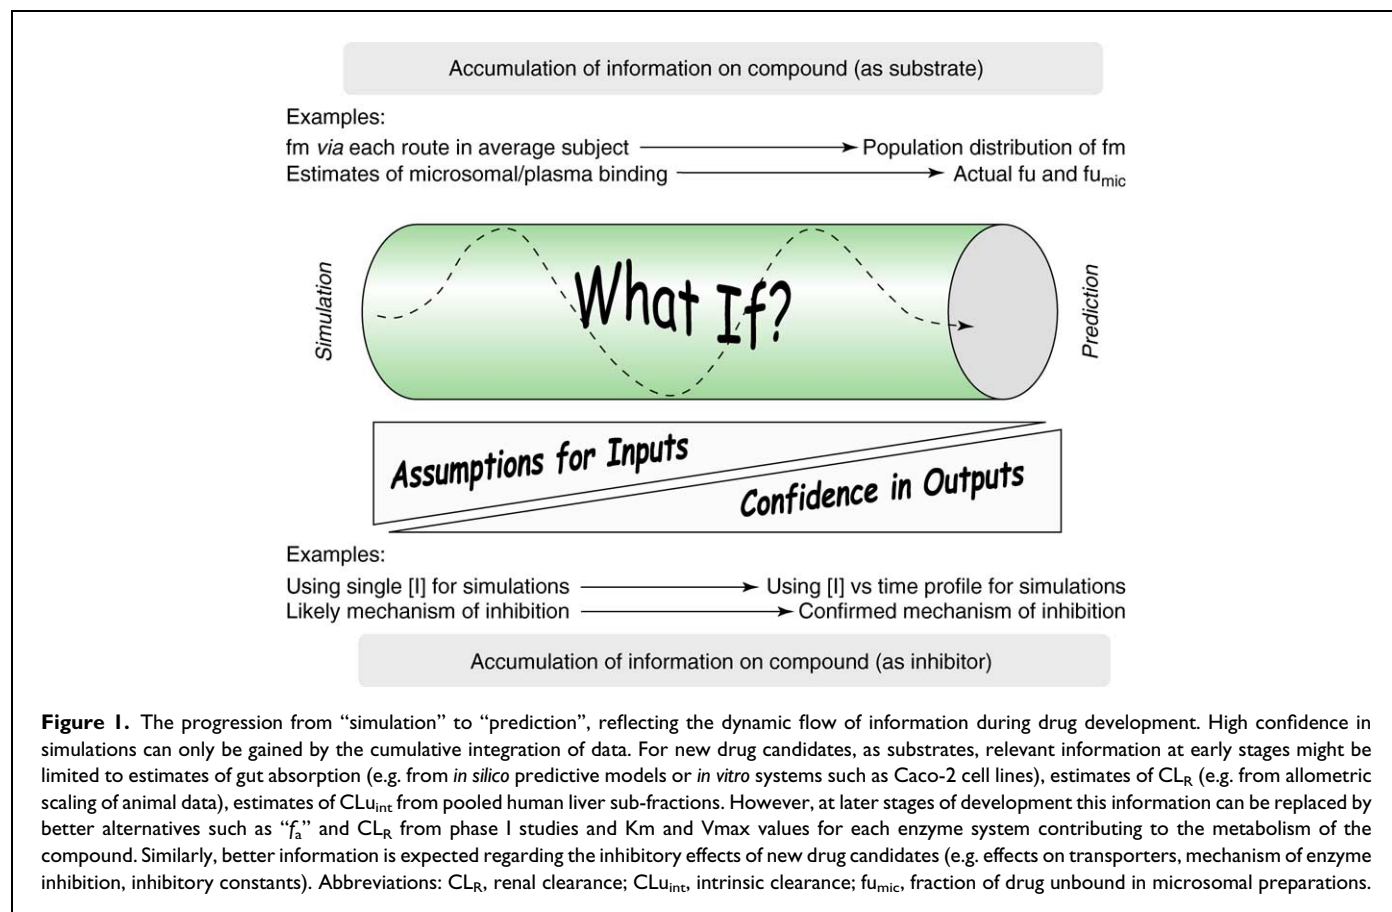 Accumulation of information on compound (as substrate)
Examples:
fm via each route in average subject Population distribution of fm
Estimates of microsomal/plasma binding Actual fu and fumic
Simulation
What If?
Prediction
Assumptions for Inputs
Confidence in Outputs
Examples:
Using single [I] for simulations Using [I] vs time profile for simulations
Likely mechanism of inhibition Confirmed mechanism of inhibition
Accumulation of information on compound (as inhibitor)
Figure 1. The progression from “simulation” to “prediction”, reflecting the dynamic flow of information during drug development. High confidence in
simulations can only be gained by the cumulative integration of data. For new drug candidates, as substrates, relevant information at early stages might be
limited to estimates of gut absorption (e.g. from in silico predictive models or in vitro systems such as Caco-2 cell lines), estimates of CLR (e.g. from allometric
scaling of animal data), estimates of CLuint from pooled human liver sub-fractions. However, at later stages of development this information can be replaced by
better alternatives such as “fa” and CLR from phase I studies and Km and Vmax values for each enzyme system contributing to the metabolism of the
compound. Similarly, better information is expected regarding the inhibitory effects of new drug candidates (e.g. effects on transporters, mechanism of enzyme
inhibition, inhibitory constants). Abbreviations: CLR, renal clearance; CLuint, intrinsic clearance; fumic, fraction of drug unbound in microsomal preparations.